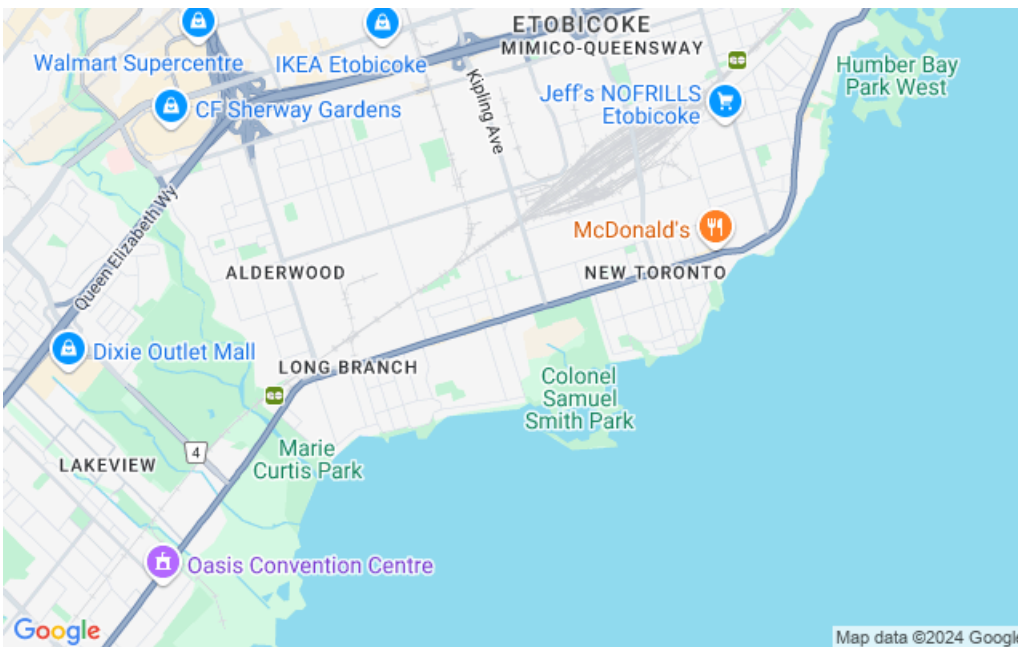 ETOBICOKE
MIMICO-QUEENSWAY
Walmart Supercentre
IKEA Etobicoke
Humber Bay
Park West
CF Sherway Gardens
Kipling Ave
Jeff's NOFRILLS
Etobicoke
Queen Elizabeth Wy
McDonald's
ALDERWOOD
NEW TORONTO
Dixie Outlet Mall
LONG BRANCH
Colonel
Samuel
Smith Park
4
Marie
Curtis Park
LAKEVIEW
Oasis Convention Centre
Google
Map data ©2024 Google